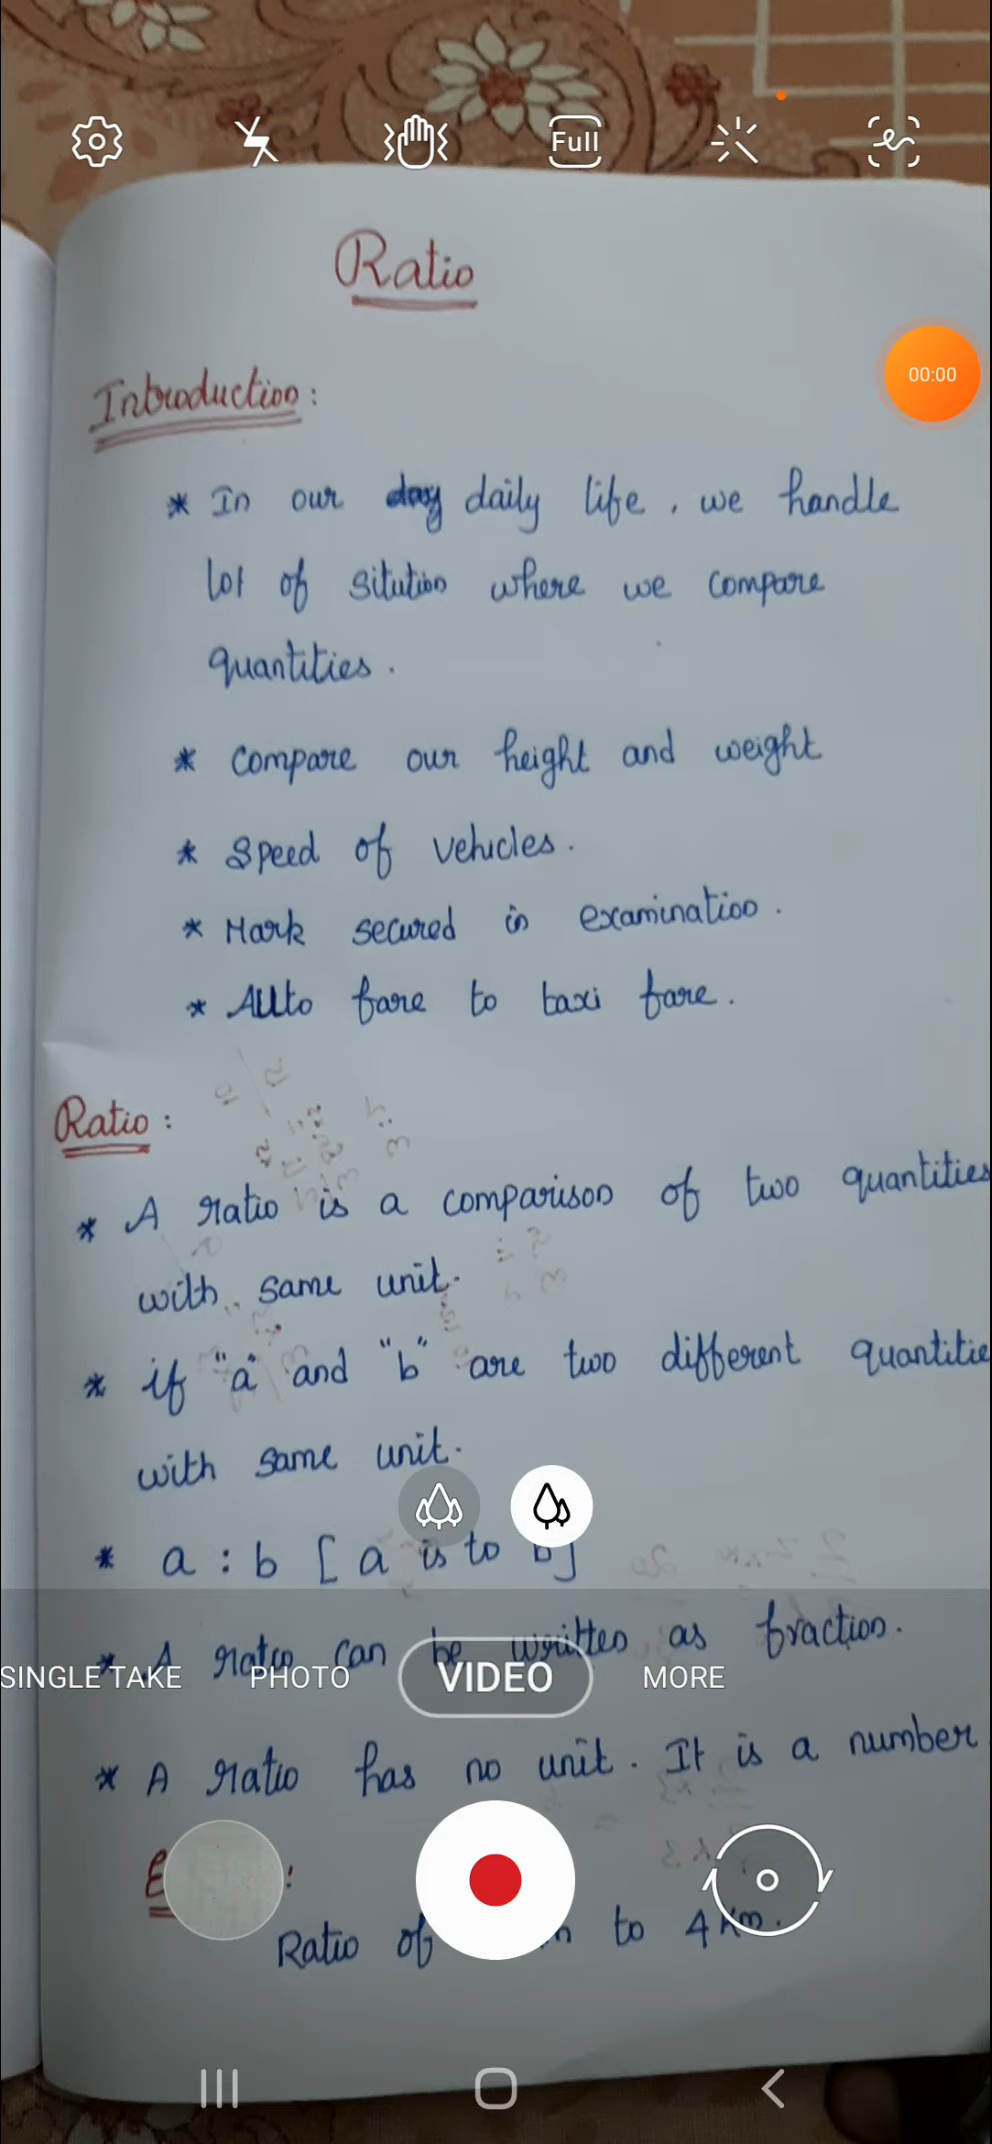 Full
Ratio
00:00
Introduction:
* In our day daily life, we handle
lot of sitution where we compare
quantities.
* Compare our height and weight
* Speed of vehicles.
* Mark secured in examination.
* Auto fare to taxi fare.
Ratio:
* A ratio is a comparison of two quantities
with same unit.
* if "a" and "b" are two different quantitie
with same unit.
* a : b [a is to b]
* A ratio can be written as fraction.
SINGLE TAKE PHOTO VIDEO MORE
* A ratio has no unit. It is a number
Ratio of to 4 km.